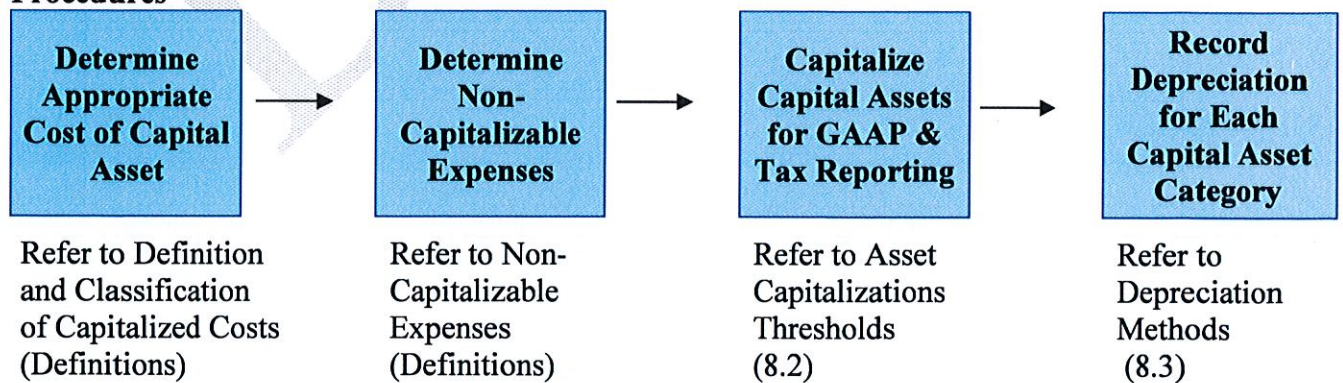 Procedures
Determine
Appropriate
Cost of Capital
Asset
Determine
Non-
Capitalizable
Expenses
Capitalize
Capital Assets
for GAAP &
Tax Reporting
Record
Depreciation
for Each
Capital Asset
Category
Refer to Definition
and Classification
of Capitalized Costs
(Definitions)
Refer to Non-
Capitalizable
Expenses
(Definitions)
Refer to Asset
Capitalizations
Thresholds
(8.2)
Refer to
Depreciation
Methods
(8.3)